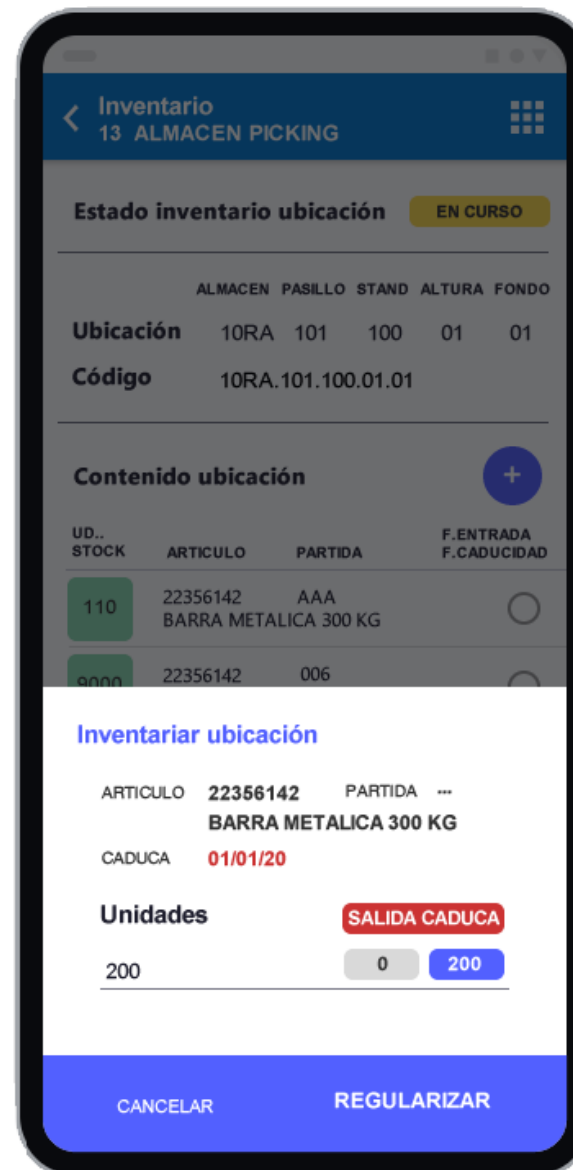 Inventario
13 ALMACEN PICKING
Estado inventario ubicación EN CURSO
ALMACEN PASILLO STAND ALTURA FONDO
Ubicación 10RA 101 100 01 01
Código 10RA.101.100.01.01
Contenido ubicación +
UD.. F.ENTRADA
STOCK ARTICULO PARTIDA F.CADUCIDAD
110 22356142 AAA
BARRA METALICA 300 KG
9000 22356142 006
Inventariar ubicación
ARTICULO 22356142 PARTIDA ---
BARRA METALICA 300 KG
CADUCA 01/01/20
Unidades SALIDA CADUCA
200 0 200
CANCELAR REGULARIZAR